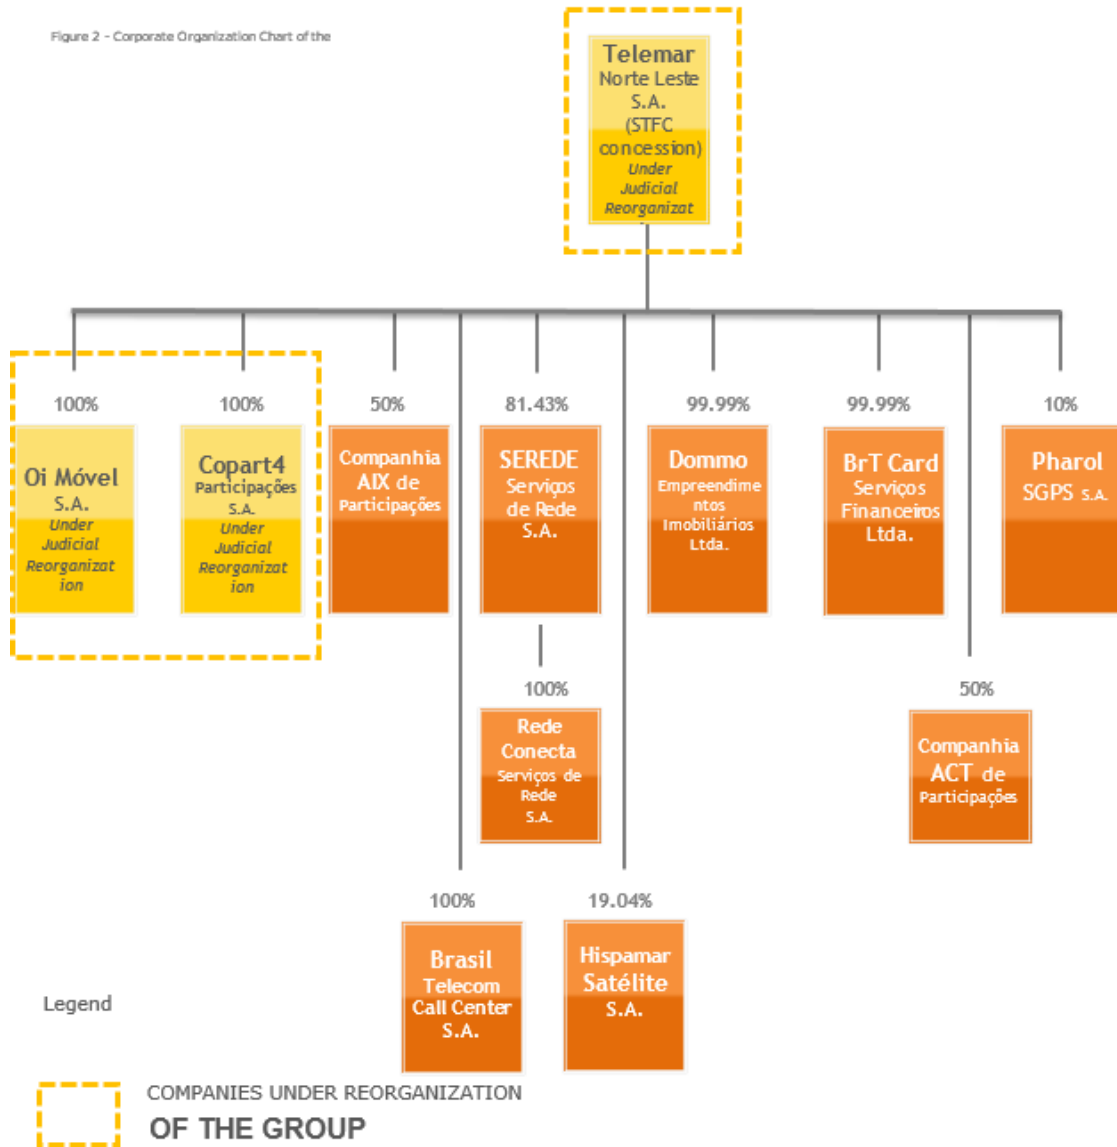 Figure 2 - Corporate Organization Chart of the
Telemar
Norte Leste
S.A.
(STFC
concession)
Under
Judicial
Reorganizat
100%
100%
50%
81.43%
99.99%
99.99%
10%
Oi Móvel
S.A.
Under
Judicial
Reorganizat
ion
Copart4
Participações
S.A.
Under
Judicial
Reorganizat
ion
Companhia
AIX de
Participações
SEREDE
Serviços
de Rede
S.A.
Dommo
Empreendime
ntos
Imobiliários
Ltda.
BrT Card
Serviços
Financeiros
Ltda.
Pharol
SGPS S.A.
100%
50%
Rede
Conecta
Serviços de
Rede
S.A.
Companhia
ACT de
Participações
100%
19.04%
Brasil
Telecom
Call Center
S.A.
Hispamar
Satélite
S.A.
Legend
COMPANIES UNDER REORGANIZATION
OF THE GROUP